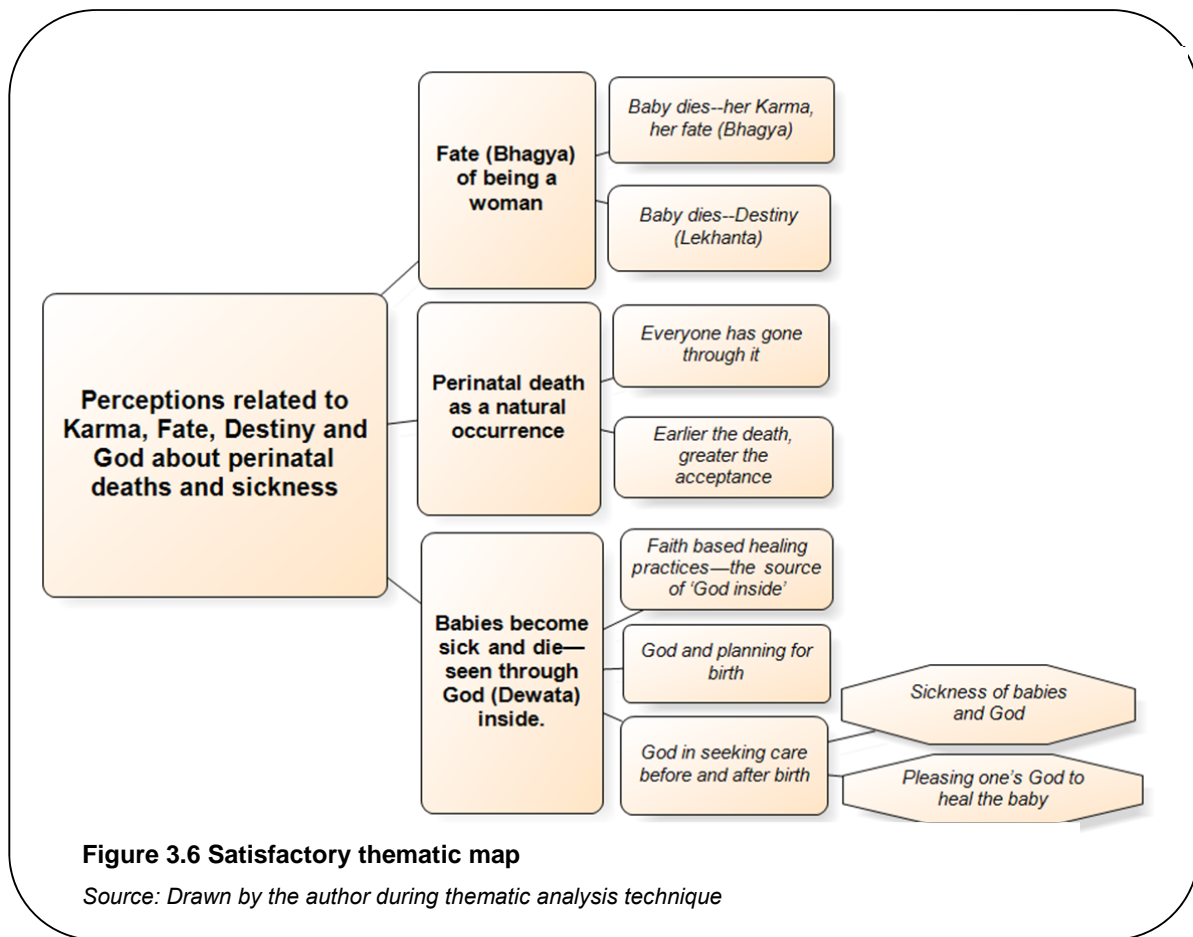 Perceptions related to
Karma, Fate, Destiny and
God about perinatal
deaths and sickness
Fate (Bhagya)
of being a
woman
Baby dies--her Karma,
her fate (Bhagya)
Baby dies--Destiny
(Lekhanta)
Perinatal death
as a natural
occurrence
Everyone has gone
through it
Earlier the death,
greater the
acceptance
Babies become
sick and die—
seen through
God (Dewata)
inside.
Faith based healing
practices—the source
of ‘God inside’
God and planning for
birth
God in seeking care
before and after birth
Sickness of babies
and God
Pleasing one’s God to
heal the baby
Figure 3.6 Satisfactory thematic map
Source: Drawn by the author during thematic analysis technique